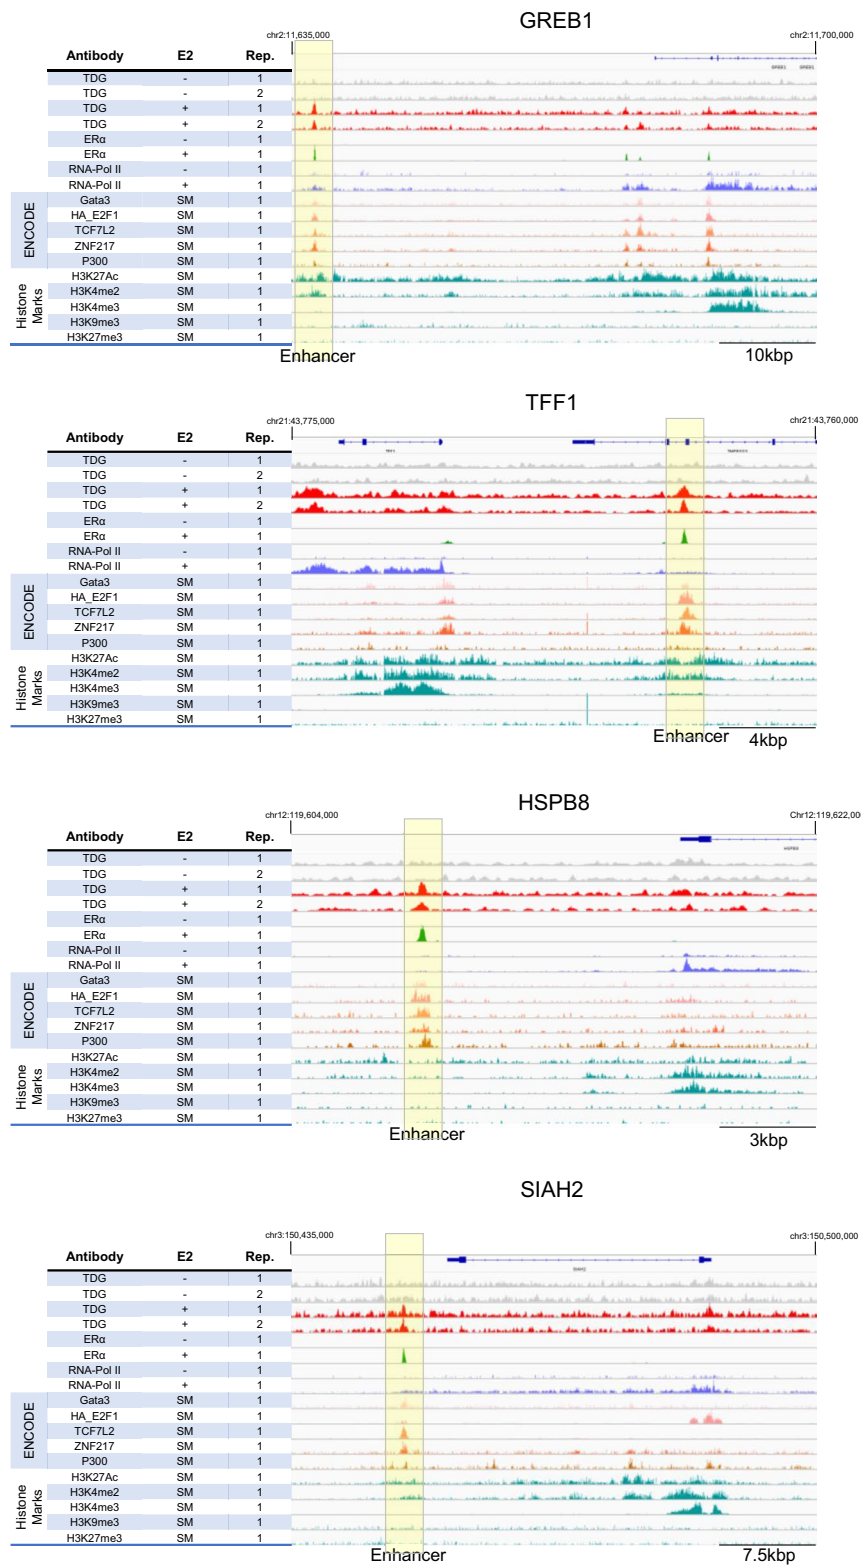 GREB1
chr2:11,635,000 chr2:11,700,000
Antibody E2 Rep.
GREB1 GREB1
TDG - 1
TDG - 2
TDG + 1
TDG + 2
ERα - 1
ERα + 1
RNA-Pol II - 1
RNA-Pol II + 1
ENCODE
Gata3 SM 1
HA_E2F1 SM 1
TCF7L2 SM 1
ZNF217 SM 1
P300 SM 1
Histone
Marks
H3K27Ac SM 1
H3K4me2 SM 1
H3K4me3 SM 1
H3K9me3 SM 1
H3K27me3 SM 1
Enhancer 10kbp
TFF1
chr21:43,775,000 chr21:43,760,000
Antibody E2 Rep.
TDG - 1
TDG - 2
TDG + 1
TDG + 2
ERα - 1
ERα + 1
RNA-Pol II - 1
RNA-Pol II + 1
ENCODE
Gata3 SM 1
HA_E2F1 SM 1
TCF7L2 SM 1
ZNF217 SM 1
P300 SM 1
Histone
Marks
H3K27Ac SM 1
H3K4me2 SM 1
H3K4me3 SM 1
H3K9me3 SM 1
H3K27me3 SM 1
Enhancer 4kbp
HSPB8
chr12:119,604,000 Chr12:119,622,000
Antibody E2 Rep.
HSPB8
TDG - 1
TDG - 2
TDG + 1
TDG + 2
ERα - 1
ERα + 1
RNA-Pol II - 1
RNA-Pol II + 1
ENCODE
Gata3 SM 1
HA_E2F1 SM 1
TCF7L2 SM 1
ZNF217 SM 1
P300 SM 1
Histone
Marks
H3K27Ac SM 1
H3K4me2 SM 1
H3K4me3 SM 1
H3K9me3 SM 1
H3K27me3 SM 1
Enhancer 3kbp
SIAH2
chr3:150,435,000 chr3:150,500,000
Antibody E2 Rep.
SIAH2
TDG - 1
TDG - 2
TDG + 1
TDG + 2
ERα - 1
ERα + 1
RNA-Pol II - 1
RNA-Pol II + 1
ENCODE
Gata3 SM 1
HA_E2F1 SM 1
TCF7L2 SM 1
ZNF217 SM 1
P300 SM 1
Histone
Marks
H3K27Ac SM 1
H3K4me2 SM 1
H3K4me3 SM 1
H3K9me3 SM 1
H3K27me3 SM 1
Enhancer 7.5kbp